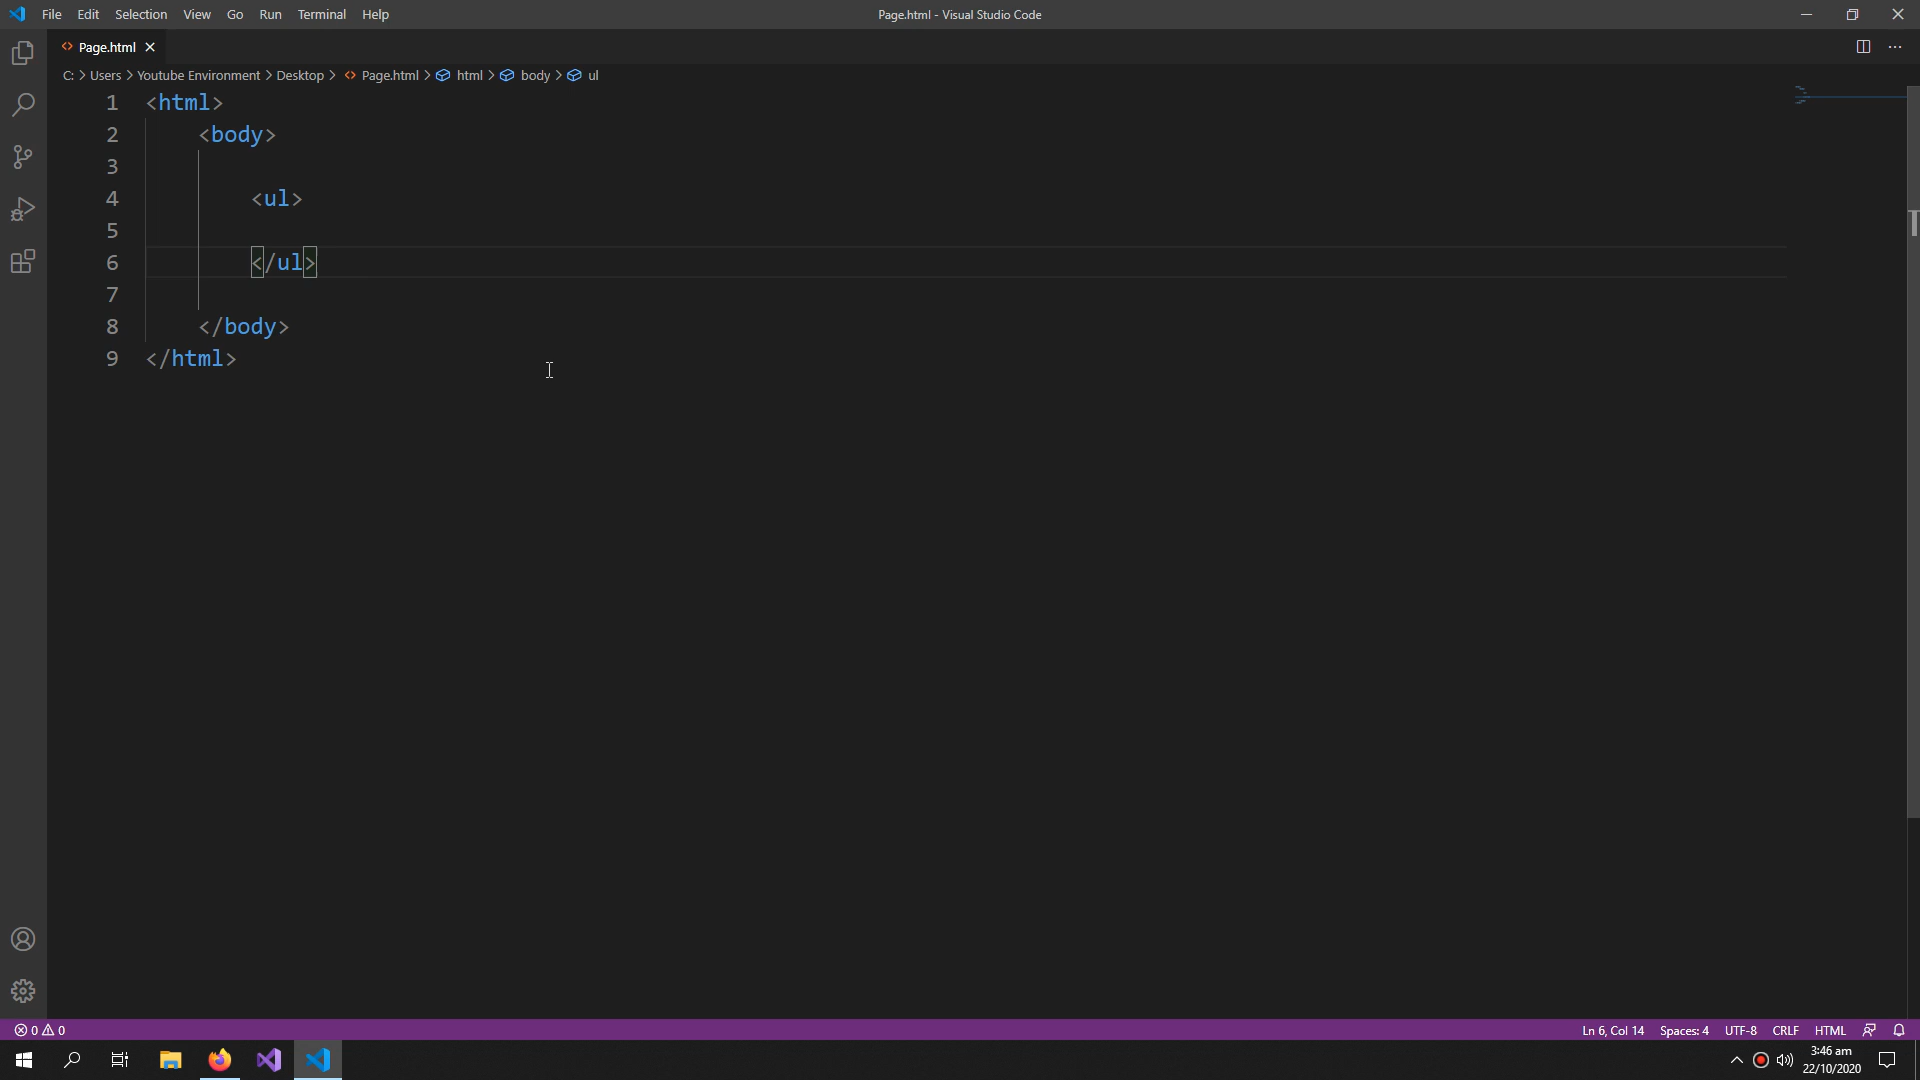 File Edit Selection View Go Run Terminal Help Page.html - Visual Studio Code
Page.html
C: > Users > Youtube Environment > Desktop > Page.html > html > body > ul
1 <html>
2 <body>
3
4 <ul>
5
6 </ul>
7
8 </body>
9 </html>
0 0 Ln 6, Col 14 Spaces: 4 UTF-8 CRLF HTML
3:46 am
22/10/2020